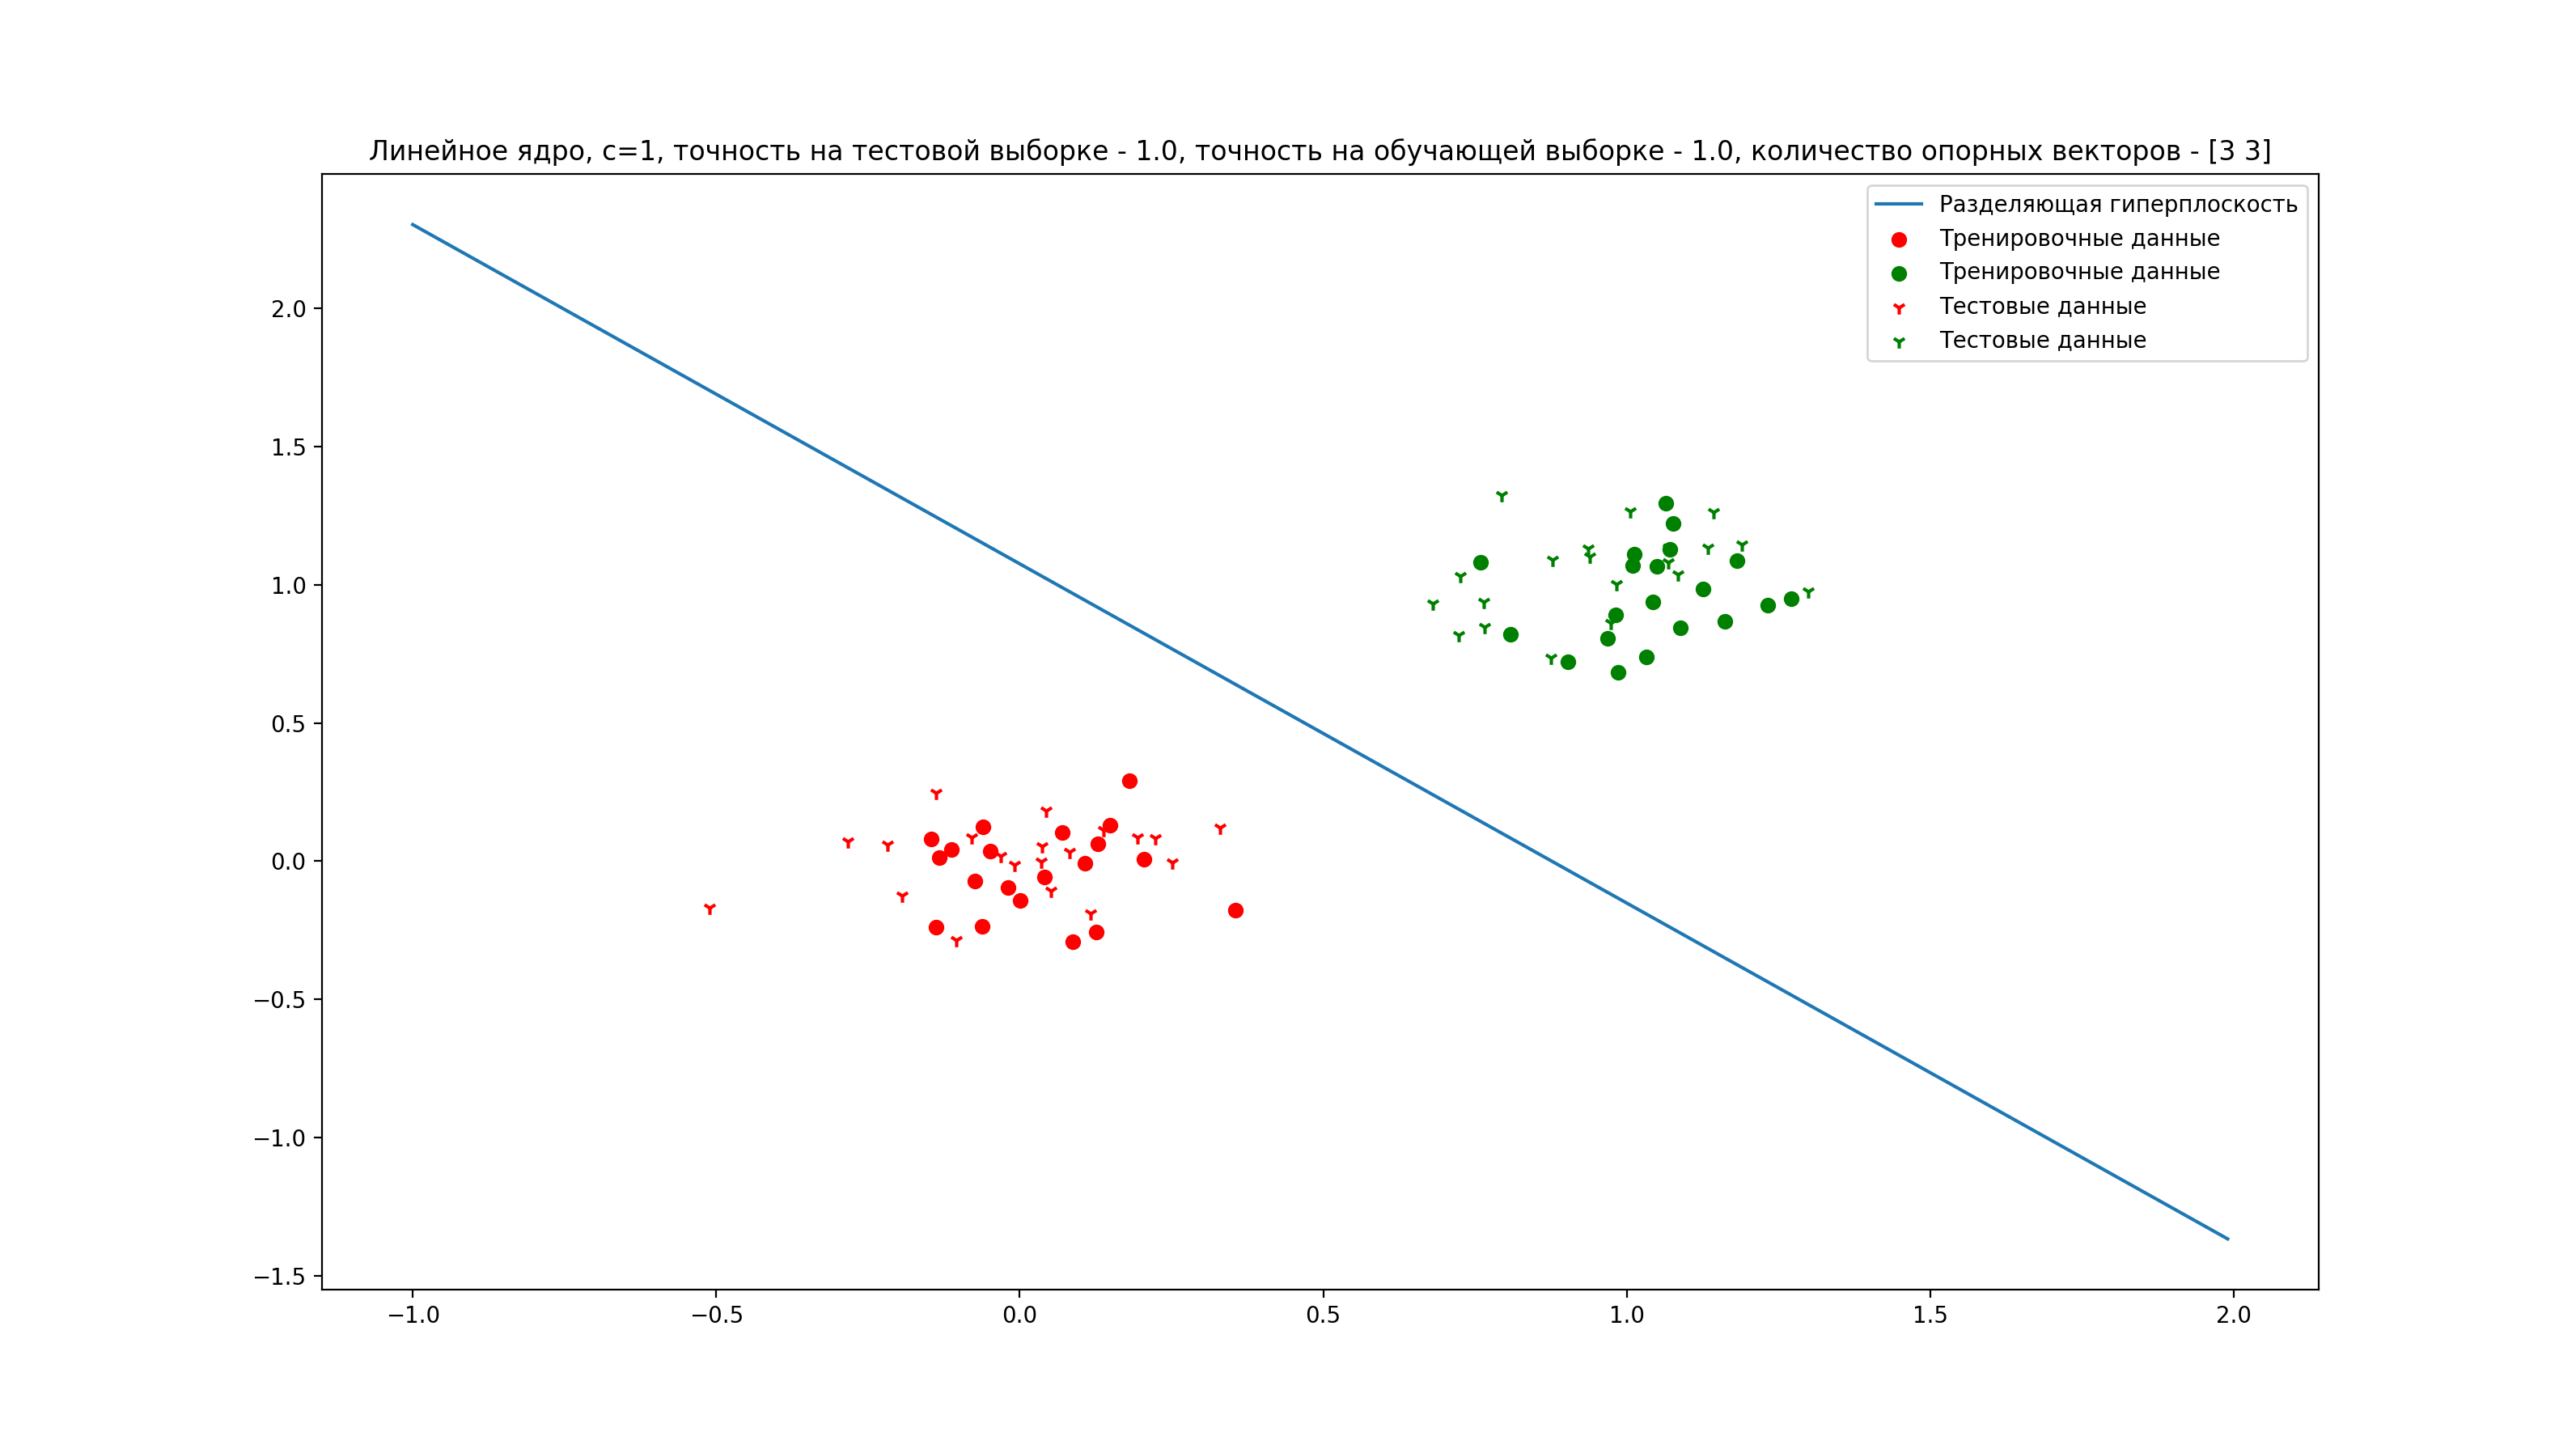 Линейное ядро, c=1, точность на тестовой выборке - 1.0, точность на обучающей выборке - 1.0, количество опорных векторов - [3 3]
Разделяющая гиперплоскость
Тренировочные данные
Тренировочные данные
Тестовые данные
Тестовые данные
2.0
1.5
1.0
0.5
0.0
−0.5
−1.0
−1.5
−1.0 −0.5 0.0 0.5 1.0 1.5 2.0